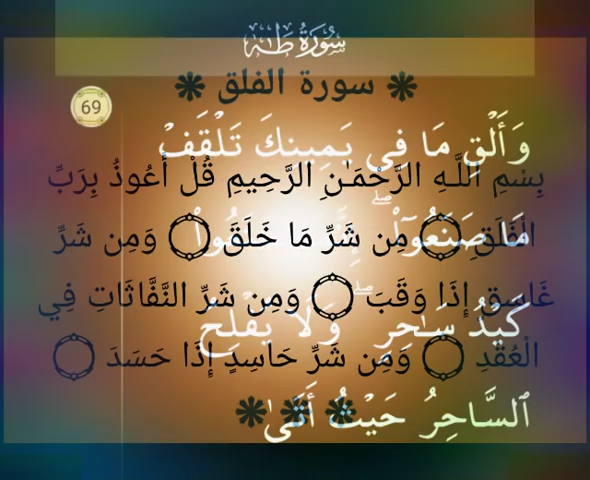 سُورَةُ طه
* سورة الفلق *
69
وَأَلْقِ مَا فِي يَمِينِكَ تَلْقَفْ
بِسْمِ اللَّهِ الرَّحْمَـٰنِ الرَّحِيمِ قُلْ أَعُوذُ بِرَبِّ
مَا صَنَعُوٓا۟ ۖ
الْفَلَقِ ۝ مِن شَرِّ مَا خَلَقَ ۝ وَمِن شَرِّ
غَاسِقٍ إِذَا وَقَبَ ۝ وَمِن شَرِّ النَّفَّاثَاتِ فِي
كَيْدُ سَـٰحِرٍ ۖ وَلَا يُفْلِحُ
الْعُقَدِ ۝ وَمِن شَرِّ حَاسِدٍ إِذَا حَسَدَ ۝
ٱلسَّاحِرُ حَيْثُ أَتَىٰ
* * *